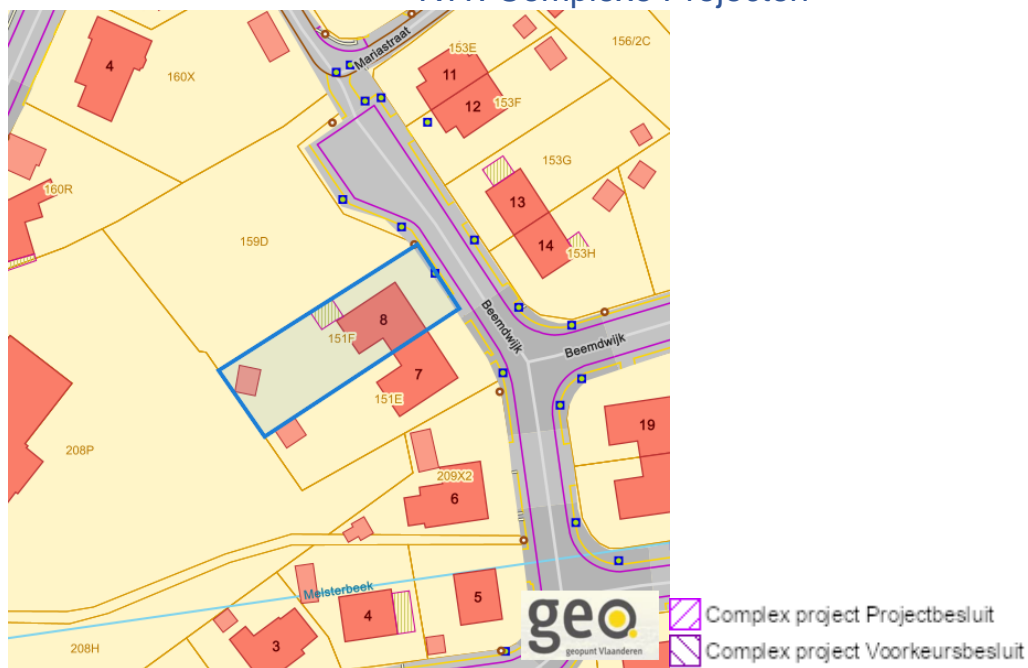 Complexe Projecten
Mariastraat
153E
156/2C
4
160X
11
12
153F
153G
160R
13
159D
14
153H
Beemdwijk
Beemdwijk
8
151F
7
151E
19
208P
209X2
6
Meisterbeek
4
5
3
208H
geo
geopunt Vlaanderen
Complex project Projectbesluit
Complex project Voorkeursbesluit